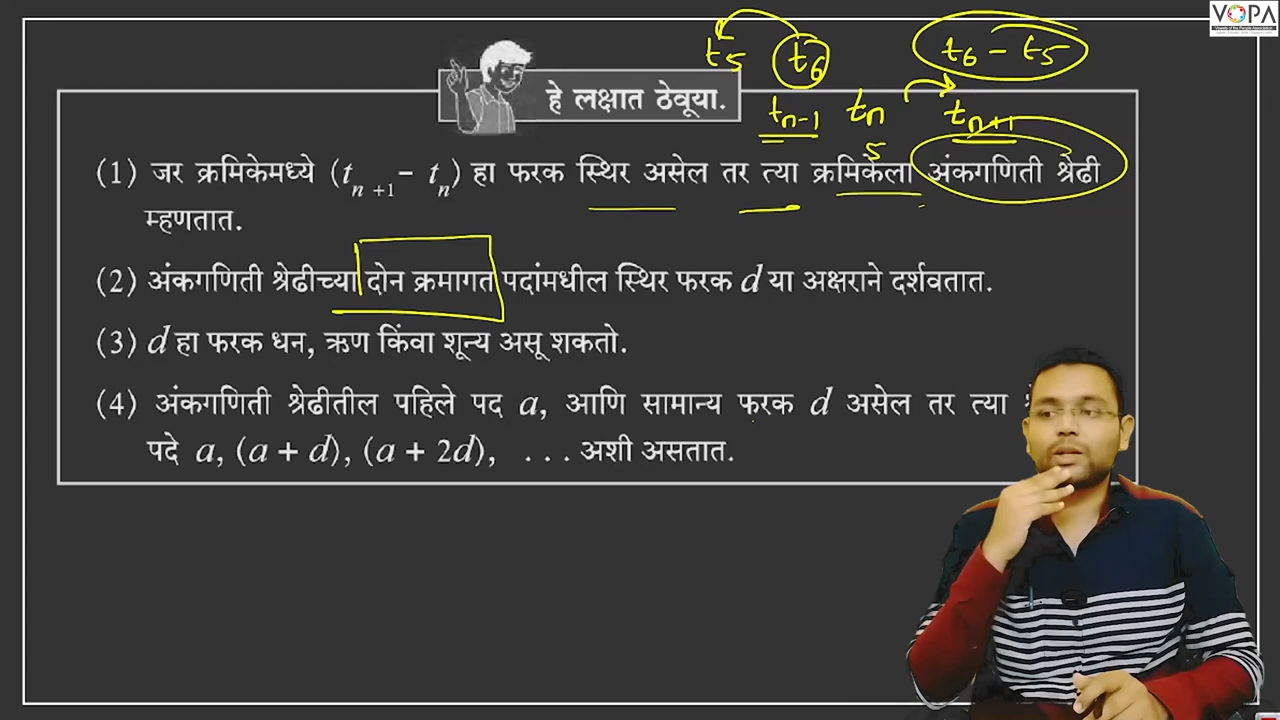 VOPA
t5 t6 t6 - t5
हे लक्षात ठेवूया.
tn-1 tn tn+1
5
(1) जर क्रमिकेमध्ये (tn+1 - tn) हा फरक स्थिर असेल तर त्या क्रमिकेला अंकगणिती श्रेढी
म्हणतात.
(2) अंकगणिती श्रेढीच्या दोन क्रमागत पदांमधील स्थिर फरक d या अक्षराने दर्शवतात.
(3) d हा फरक धन, ऋण किंवा शून्य असू शकतो.
(4) अंकगणिती श्रेढीतील पहिले पद a, आणि सामान्य फरक d असेल तर त्या
पदे a, (a + d), (a + 2d), . . . अशी असतात.